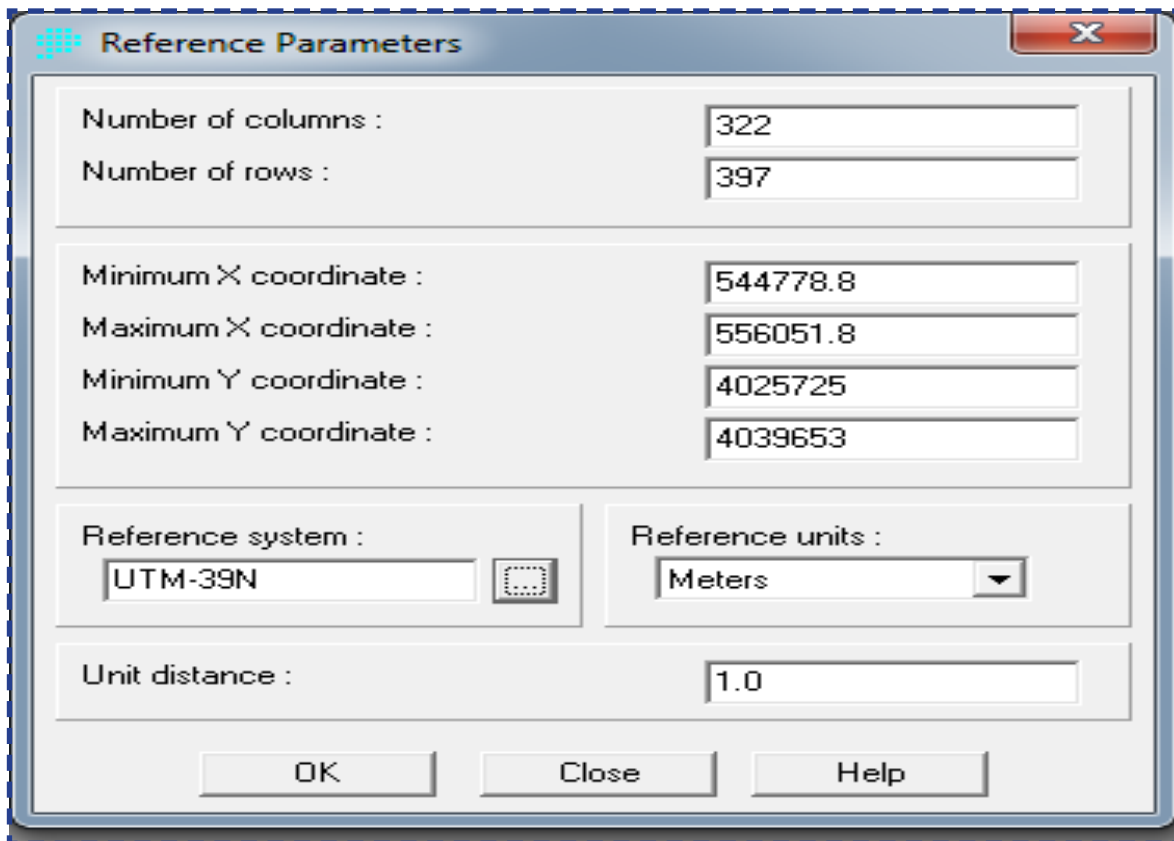 Reference Parameters
Number of columns : 322
Number of rows : 397
Minimum X coordinate : 544778.8
Maximum X coordinate : 556051.8
Minimum Y coordinate : 4025725
Maximum Y coordinate : 4039653
Reference system : Reference units :
UTM-39N ... Meters
Unit distance : 1.0
OK Close Help